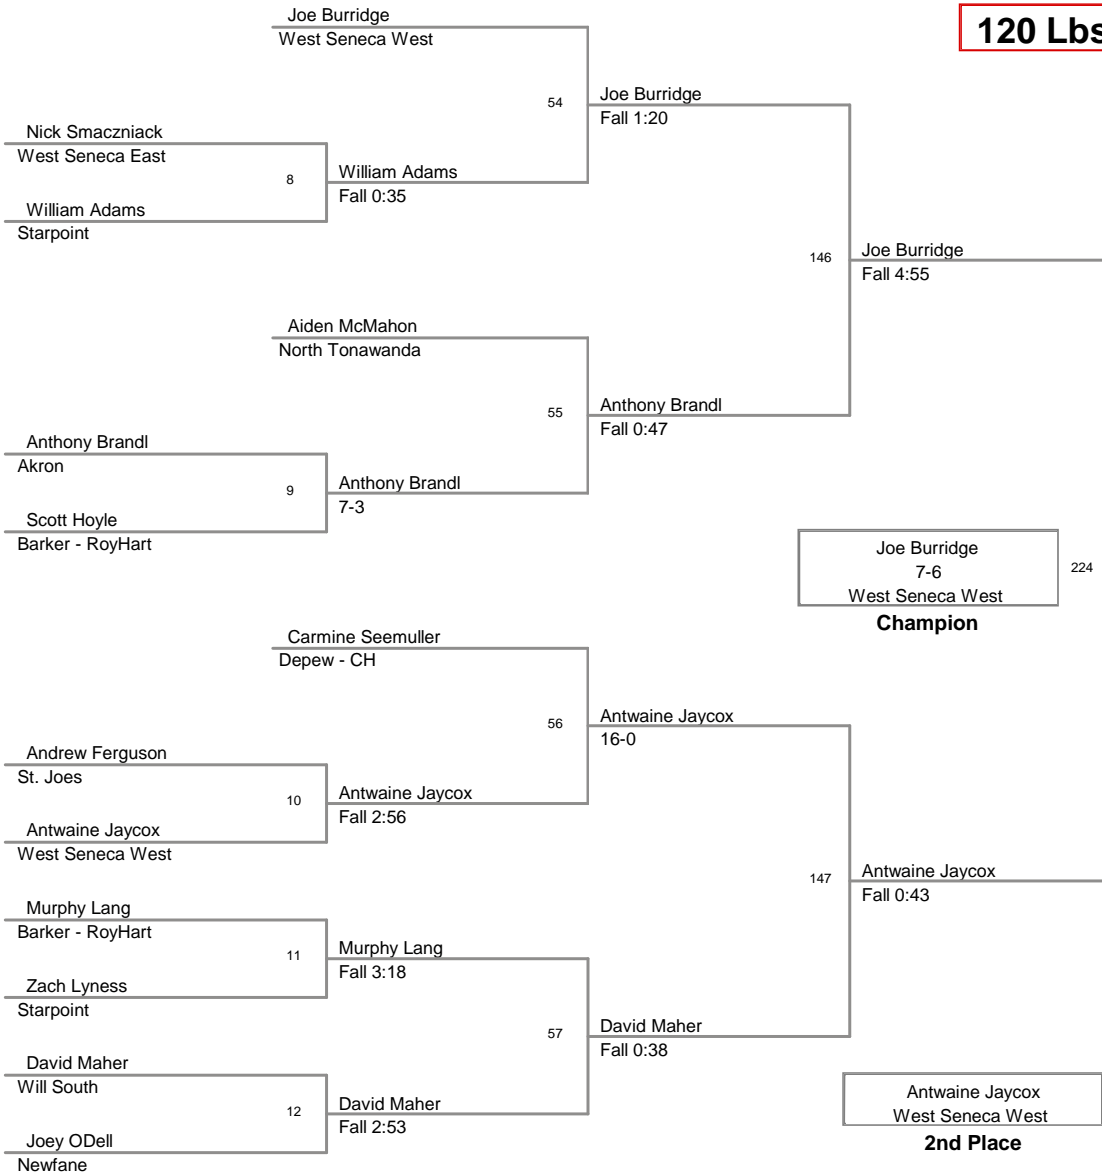 Joe Burridge
West Seneca West
120 Lbs
54
Joe Burridge
Fall 1:20
Nick Smaczniack
West Seneca East
8
William Adams
Fall 0:35
William Adams
Starpoint
146
Joe Burridge
Fall 4:55
Aiden McMahon
North Tonawanda
55
Anthony Brandl
Fall 0:47
Anthony Brandl
Akron
9
Anthony Brandl
7-3
Scott Hoyle
Barker - RoyHart
Joe Burridge
7-6
West Seneca West
224
Champion
Carmine Seemuller
Depew - CH
56
Antwaine Jaycox
16-0
Andrew Ferguson
St. Joes
10
Antwaine Jaycox
Fall 2:56
Antwaine Jaycox
West Seneca West
147
Antwaine Jaycox
Fall 0:43
Murphy Lang
Barker - RoyHart
11
Murphy Lang
Fall 3:18
Zach Lyness
Starpoint
57
David Maher
Fall 0:38
David Maher
Will South
12
David Maher
Fall 2:53
Joey ODell
Newfane
Antwaine Jaycox
West Seneca West
2nd Place